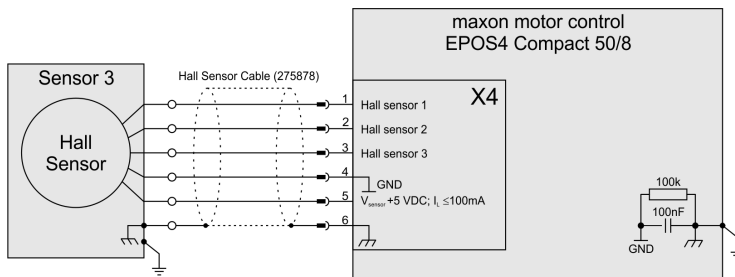 maxon motor control
EPOS4 Compact 50/8
Sensor 3
Hall Sensor Cable (275878)
X4
Hall
Sensor
1
Hall sensor 1
2
Hall sensor 2
3
Hall sensor 3
4
GND
5
Vsensor +5 VDC; IL ≤100mA
6
100k
100nF
GND